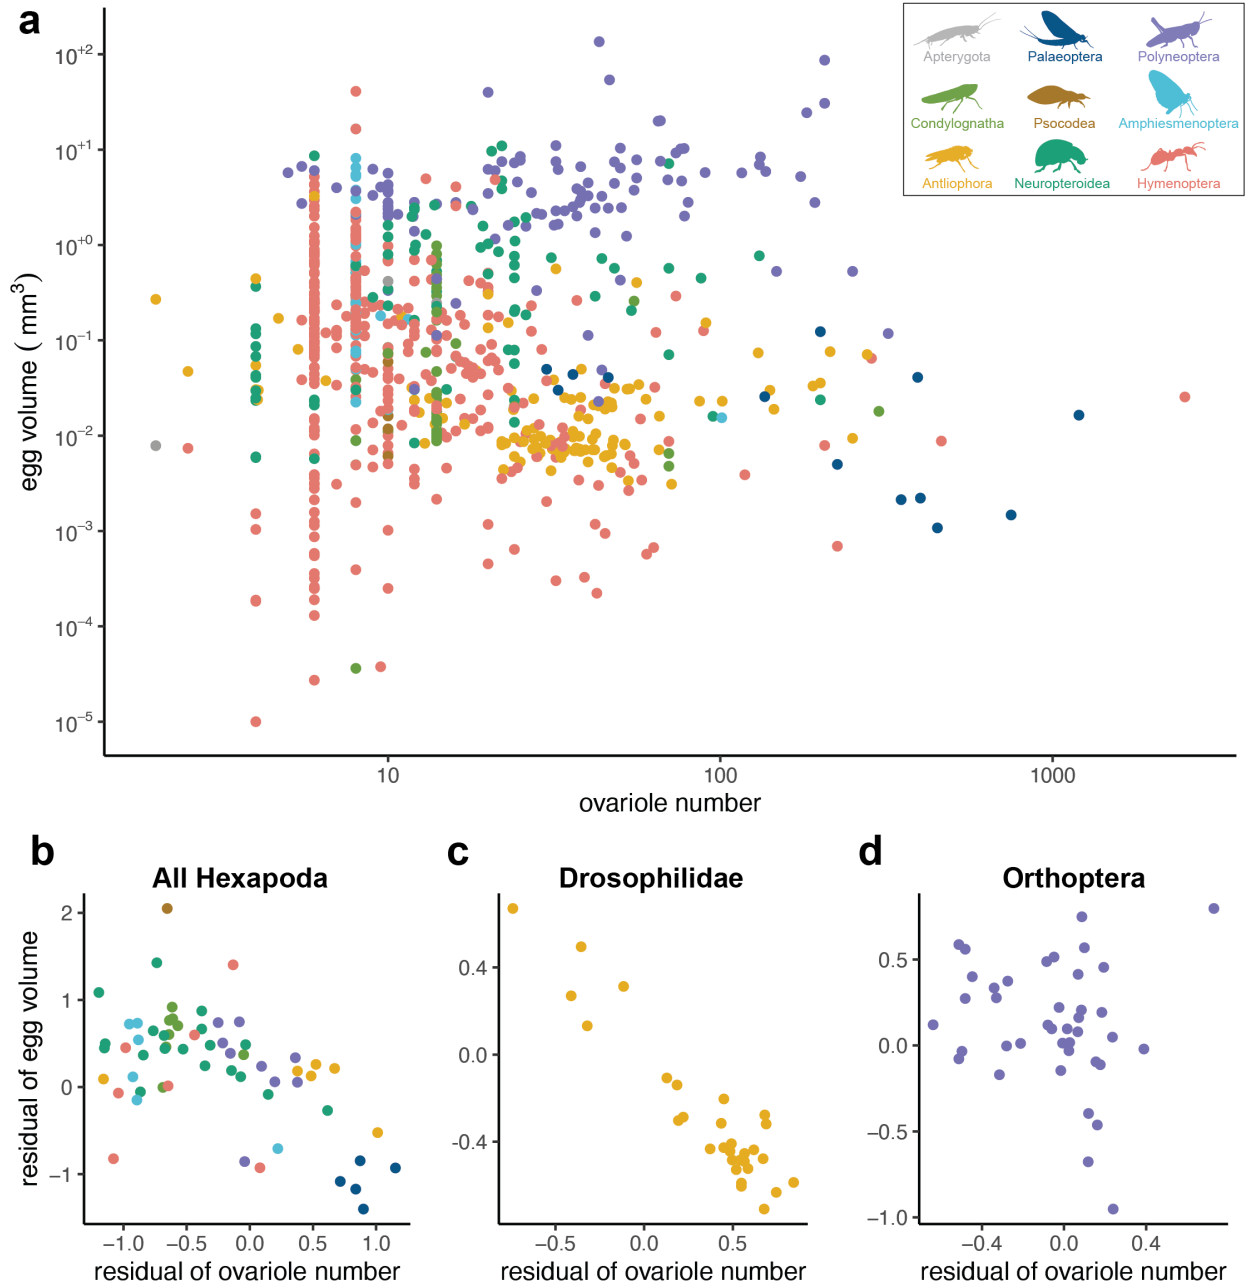 a
10+2
10+1
10+0
10−1
10−2
10−3
10−4
10−5
egg volume ( mm3)
10
100
1000
ovariole number
Apterygota
Palaeoptera
Polyneoptera
Condylognatha
Psocodea
Amphiesmenoptera
Antliophora
Neuropteroidea
Hymenoptera
b
All Hexapoda
2
1
0
−1
residual of egg volume
−1.0
−0.5
0.0
0.5
1.0
residual of ovariole number
c
Drosophilidae
0.4
0.0
-0.4
−0.5
0.0
0.5
residual of ovariole number
d
Orthoptera
0.5
0.0
−0.5
−1.0
−0.4
0.0
0.4
residual of ovariole number